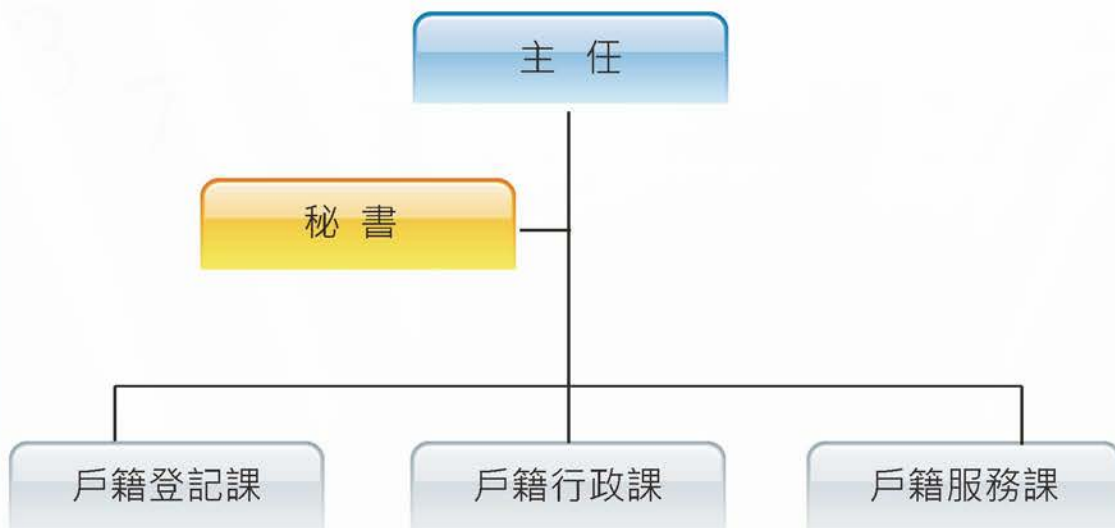 主 任
秘 書
戶籍登記課
戶籍行政課
戶籍服務課